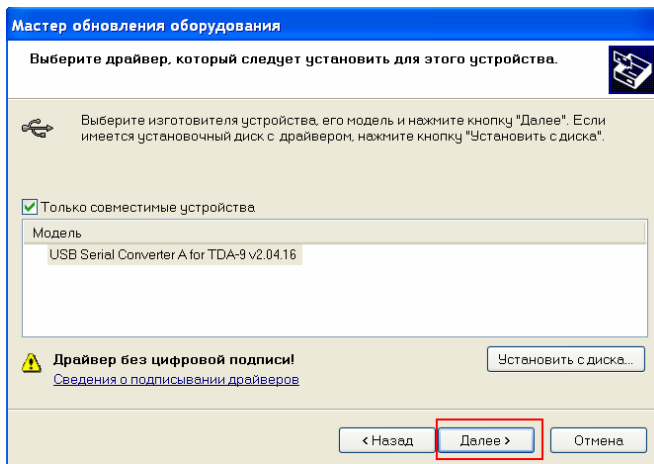 Мастер обновления оборудования
Выберите драйвер, который следует установить для этого устройства.
Выберите изготовителя устройства, его модель и нажмите кнопку "Далее". Если
имеется установочный диск с драйвером, нажмите кнопку "Установить с диска".
Только совместимые устройства
Модель
USB Serial Converter A for TDA-9 v2.04.16
Драйвер без цифровой подписи!
Установить с диска...
Сведения о подписывании драйверов
< Назад
Далее >
Отмена